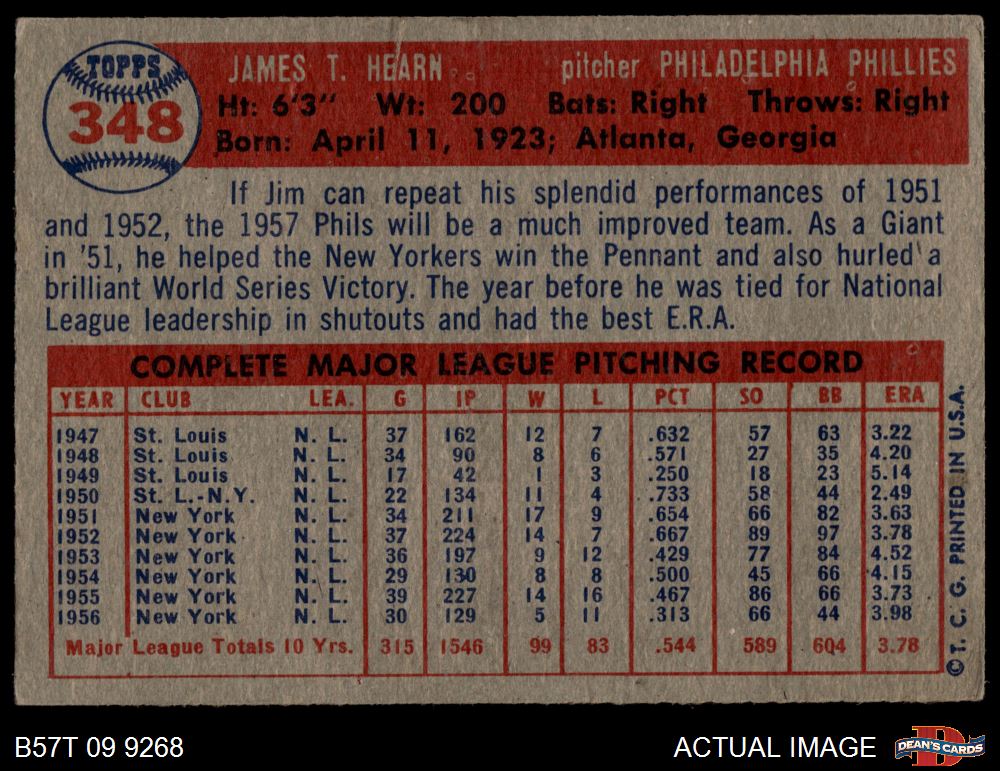 TOPPS
348
JAMES T. HEARN pitcher PHILADELPHIA PHILLIES
Ht: 6'3" Wt: 200 Bats: Right Throws: Right
Born: April 11, 1923; Atlanta, Georgia
If Jim can repeat his splendid performances of 1951
and 1952, the 1957 Phils will be a much improved team. As a Giant
in '51, he helped the New Yorkers win the Pennant and also hurled a
brilliant World Series Victory. The year before he was tied for National
League leadership in shutouts and had the best E.R.A.
COMPLETE MAJOR LEAGUE PITCHING RECORD
YEAR CLUB LEA. G IP W L PCT SO BB ERA
1947 St. Louis N. L. 37 162 12 7 .632 57 63 3.22
1948 St. Louis N. L. 34 90 8 6 .571 27 35 4.20
1949 St. Louis N. L. 17 42 1 3 .250 18 23 5.14
1950 St. L.-N.Y. N. L. 22 134 11 4 .733 58 44 2.49
1951 New York N. L. 34 211 17 9 .654 66 82 3.63
1952 New York N. L. 37 224 14 7 .667 89 97 3.78
1953 New York N. L. 36 197 9 12 .429 77 84 4.52
1954 New York N. L. 29 130 8 8 .500 45 66 4.15
1955 New York N. L. 39 227 14 16 .467 86 66 3.73
1956 New York N. L. 30 129 5 11 .313 66 44 3.98
Major League Totals 10 Yrs. 315 1546 99 83 .544 589 604 3.78
© T. C. G. PRINTED IN U.S.A.
B57T 09 9268
ACTUAL IMAGE
DEAN'S CARDS